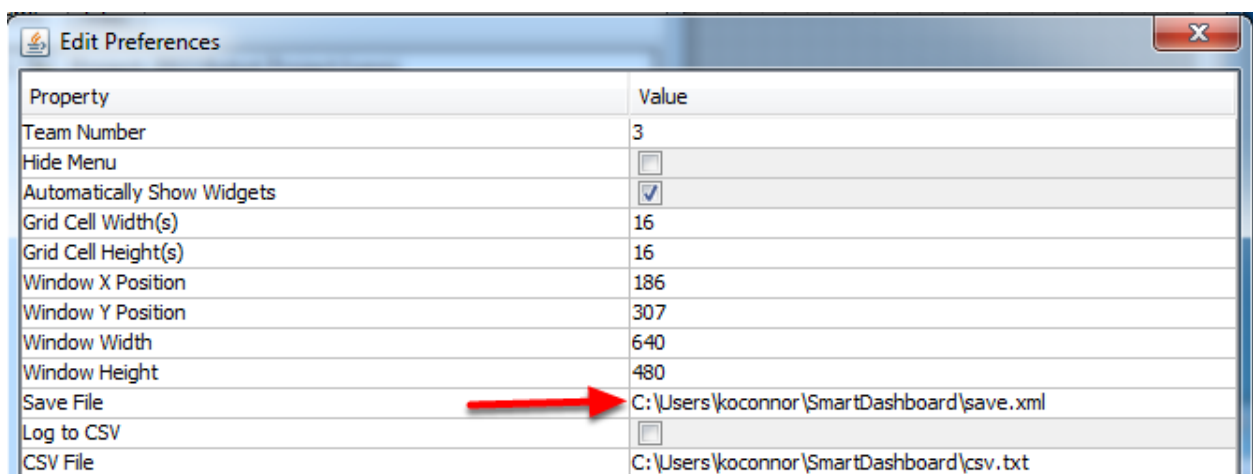 Edit Preferences
Property Value
Team Number 3
Hide Menu
Automatically Show Widgets
Grid Cell Width(s) 16
Grid Cell Height(s) 16
Window X Position 186
Window Y Position 307
Window Width 640
Window Height 480
Save File C:\Users\koconnor\SmartDashboard\save.xml
Log to CSV
CSV File C:\Users\koconnor\SmartDashboard\csv.txt